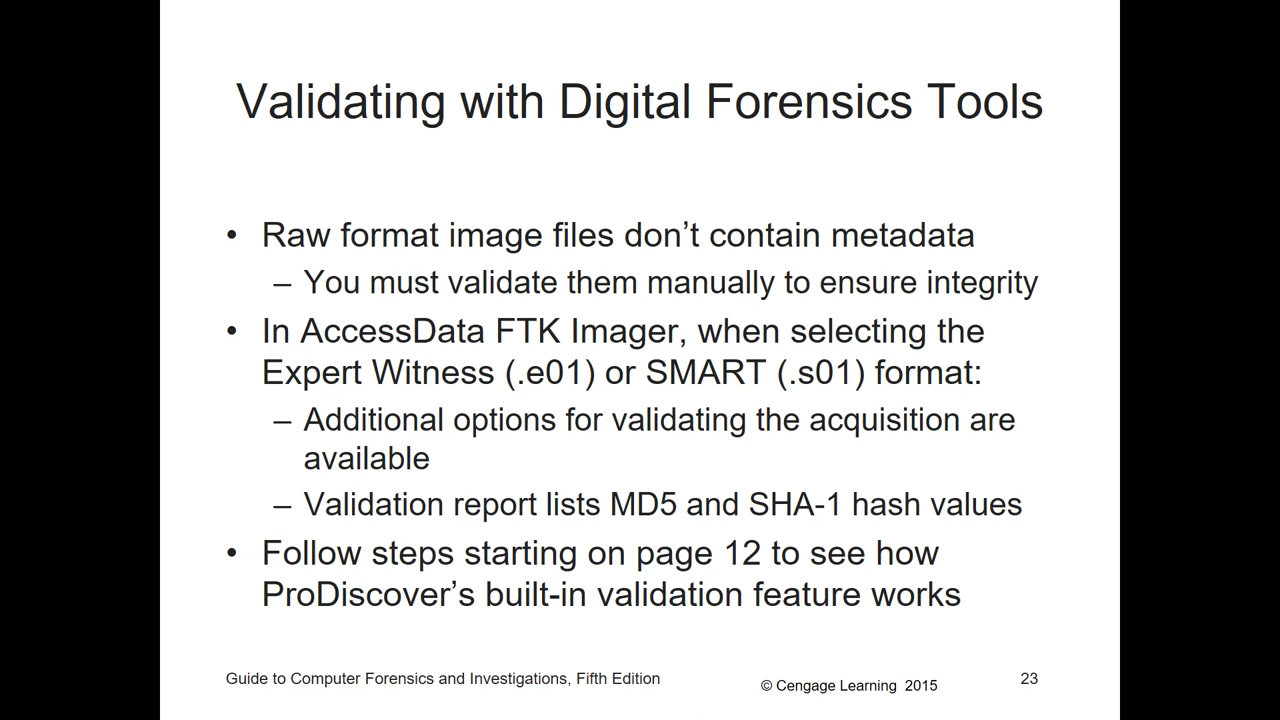 Validating with Digital Forensics Tools
• Raw format image files don’t contain metadata
– You must validate them manually to ensure integrity
• In AccessData FTK Imager, when selecting the
Expert Witness (.e01) or SMART (.s01) format:
– Additional options for validating the acquisition are
available
– Validation report lists MD5 and SHA-1 hash values
• Follow steps starting on page 12 to see how
ProDiscover’s built-in validation feature works
Guide to Computer Forensics and Investigations, Fifth Edition
© Cengage Learning 2015
23